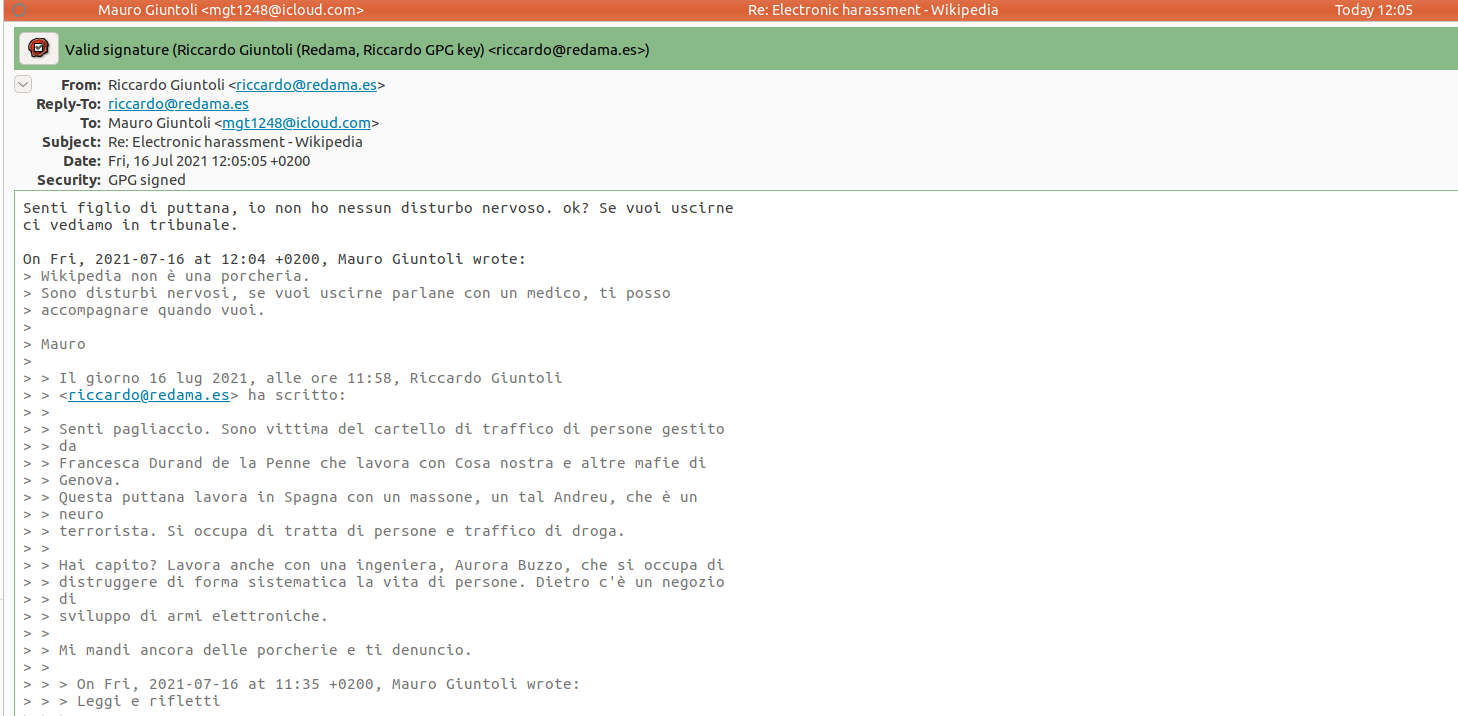 Mauro Giuntoli <mgt1248@icloud.com> Re: Electronic harassment - Wikipedia Today 12:05
Valid signature (Riccardo Giuntoli (Redama, Riccardo GPG key) <riccardo@redama.es>)
From: Riccardo Giuntoli <riccardo@redama.es>
Reply-To: riccardo@redama.es
To: Mauro Giuntoli <mgt1248@icloud.com>
Subject: Re: Electronic harassment - Wikipedia
Date: Fri, 16 Jul 2021 12:05:05 +0200
Security: GPG signed
Senti figlio di puttana, io non ho nessun disturbo nervoso. ok? Se vuoi uscirne
ci vediamo in tribunale.
On Fri, 2021-07-16 at 12:04 +0200, Mauro Giuntoli wrote:
> Wikipedia non è una porcheria.
> Sono disturbi nervosi, se vuoi uscirne parlane con un medico, ti posso
> accompagnare quando vuoi.
>
> Mauro
>
> > Il giorno 16 lug 2021, alle ore 11:58, Riccardo Giuntoli
> > <riccardo@redama.es> ha scritto:
> >
> > Senti pagliaccio. Sono vittima del cartello di traffico di persone gestito
> > da
> > Francesca Durand de la Penne che lavora con Cosa nostra e altre mafie di
> > Genova.
> > Questa puttana lavora in Spagna con un massone, un tal Andreu, che è un
> > neuro
> > terrorista. Si occupa di tratta di persone e traffico di droga.
> >
> > Hai capito? Lavora anche con una ingeniera, Aurora Buzzo, che si occupa di
> > distruggere di forma sistematica la vita di persone. Dietro c'è un negozio
> > di
> > sviluppo di armi elettroniche.
> >
> > Mi mandi ancora delle porcherie e ti denuncio.
> >
> > > On Fri, 2021-07-16 at 11:35 +0200, Mauro Giuntoli wrote:
> > > Leggi e rifletti